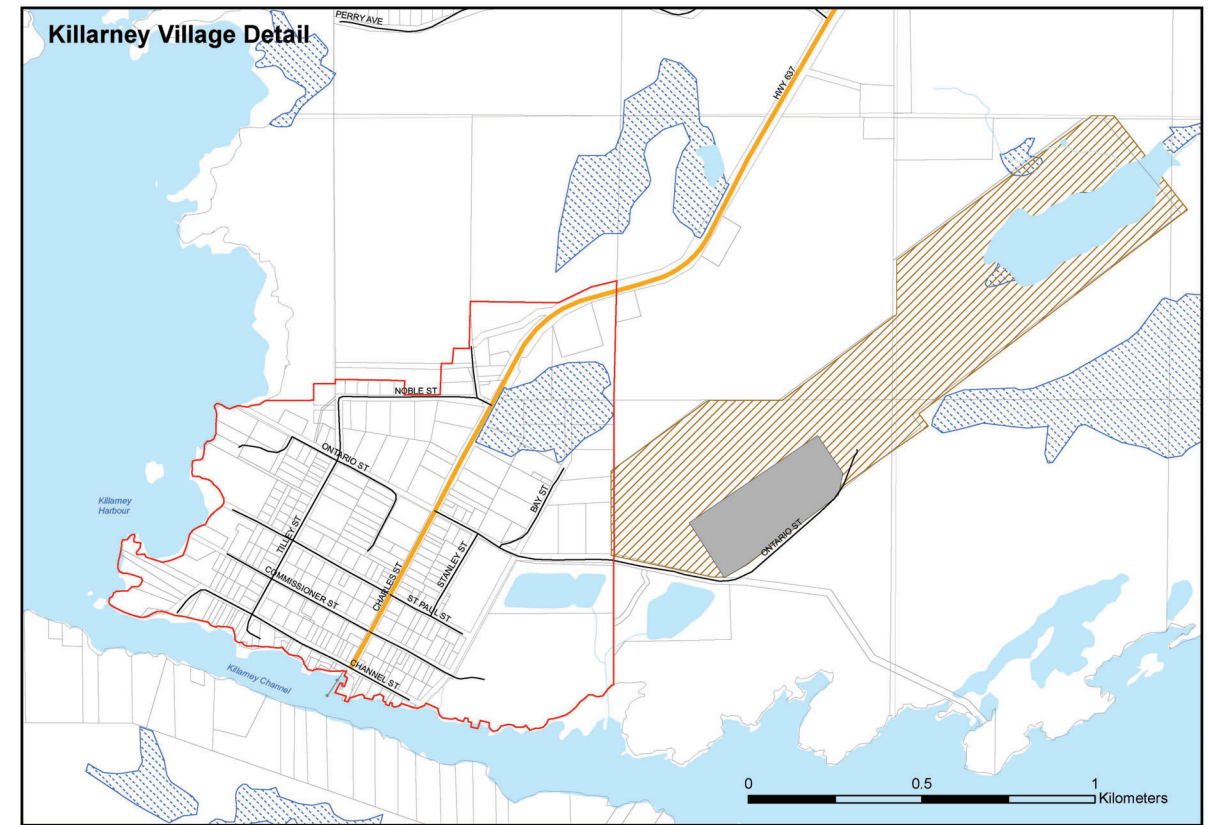 PERRY AVE
Killarney Village Detail
HWY 637
NOBLE ST
ONTARIO ST
BAY ST
Killarney
Harbour
TILLEY ST
STANLEY ST
ONTARIO ST
COMMISSIONER ST
CHARLES ST
ST PAUL ST
CHANNEL ST
Killarney Channel
0 0.5 1
Kilometers